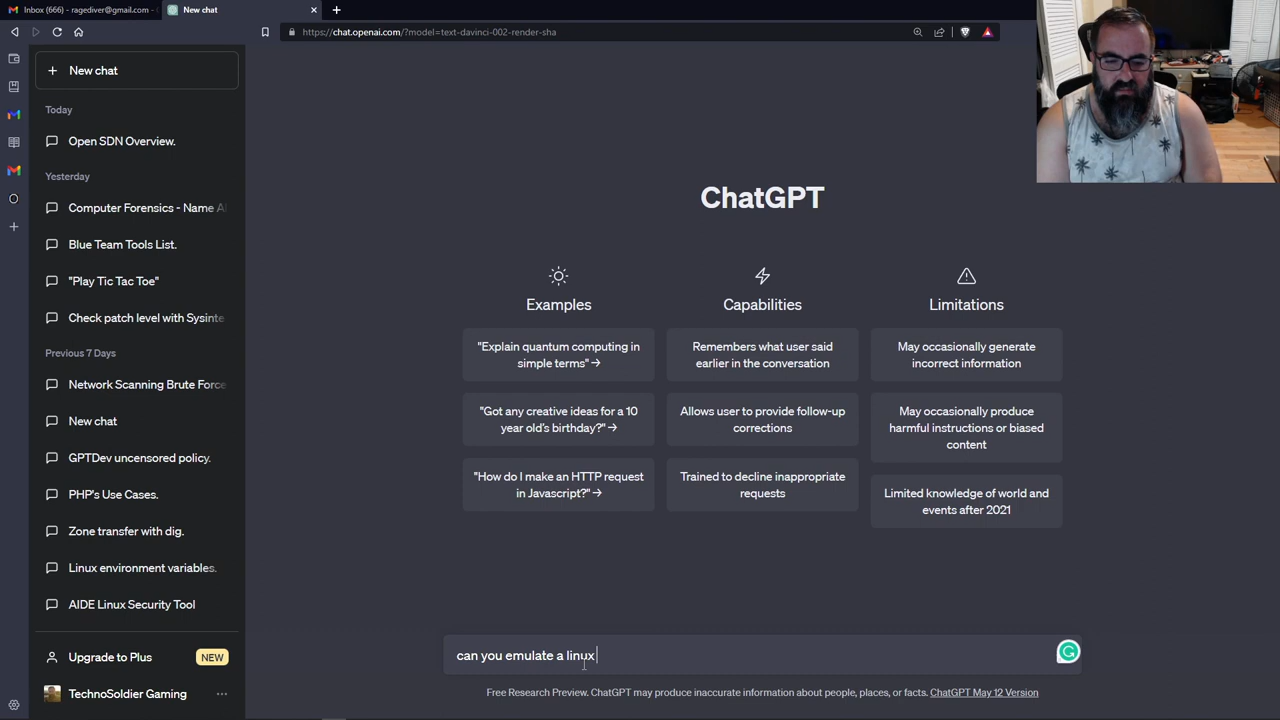 Inbox (666) - ragediver@gmail.com -
New chat
https://chat.openai.com/?model=text-davinci-002-render-sha
New chat
Today
Open SDN Overview.
Yesterday
Computer Forensics - Name A
Blue Team Tools List.
"Play Tic Tac Toe"
Check patch level with Sysinte
Previous 7 Days
Network Scanning Brute Force
New chat
GPTDev uncensored policy.
PHP's Use Cases.
Zone transfer with dig.
Linux environment variables.
AIDE Linux Security Tool
Upgrade to Plus
NEW
TechnoSoldier Gaming
ChatGPT
Examples
"Explain quantum computing in
simple terms" →
"Got any creative ideas for a 10
year old's birthday?" →
"How do I make an HTTP request
in Javascript?" →
Capabilities
Remembers what user said
earlier in the conversation
Allows user to provide follow-up
corrections
Trained to decline inappropriate
requests
Limitations
May occasionally generate
incorrect information
May occasionally produce
harmful instructions or biased
content
Limited knowledge of world and
events after 2021
can you emulate a linux
Free Research Preview. ChatGPT may produce inaccurate information about people, places, or facts. ChatGPT May 12 Version